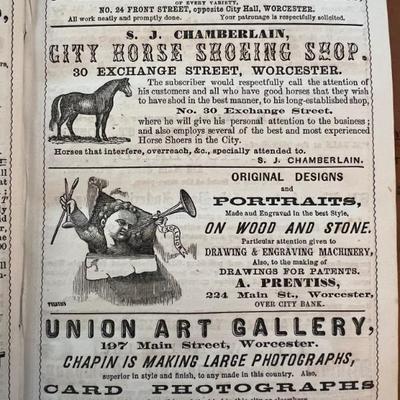 OF EVERY VARIETY,
NO. 24 FRONT STREET, opposite City Hall, WORCESTER.
All work neatly and promptly done. Your patronage is respectfully solicited.
S. J. CHAMBERLAIN,
CITY HORSE SHOEING SHOP.
30 EXCHANGE STREET, WORCESTER.
The subscriber would respectfully call the attention of
his customers and all who have good horses that they wish
to have shod in the best manner, to his long-established shop,
No. 30 Exchange Street.
where he will give his personal attention to the business;
and also employs several of the best and most experienced
Horse Shoers in the City.
Horses that interfere, overreach, &c., specially attended to.
S. J. CHAMBERLAIN.
ORIGINAL DESIGNS
and
PORTRAITS,
Made and Engraved in the best Style,
ON WOOD AND STONE.
Particular attention given to
DRAWING & ENGRAVING MACHINERY,
Also, to the making of
DRAWINGS FOR PATENTS.
A. PRENTISS,
224 Main St., Worcester,
OVER CITY BANK.
UNION ART GALLERY,
197 Main Street, Worcester.
CHAPIN IS MAKING LARGE PHOTOGRAPHS,
superior in style and finish, to any made in this country. Also,
CARD PHOTOGRAPHS